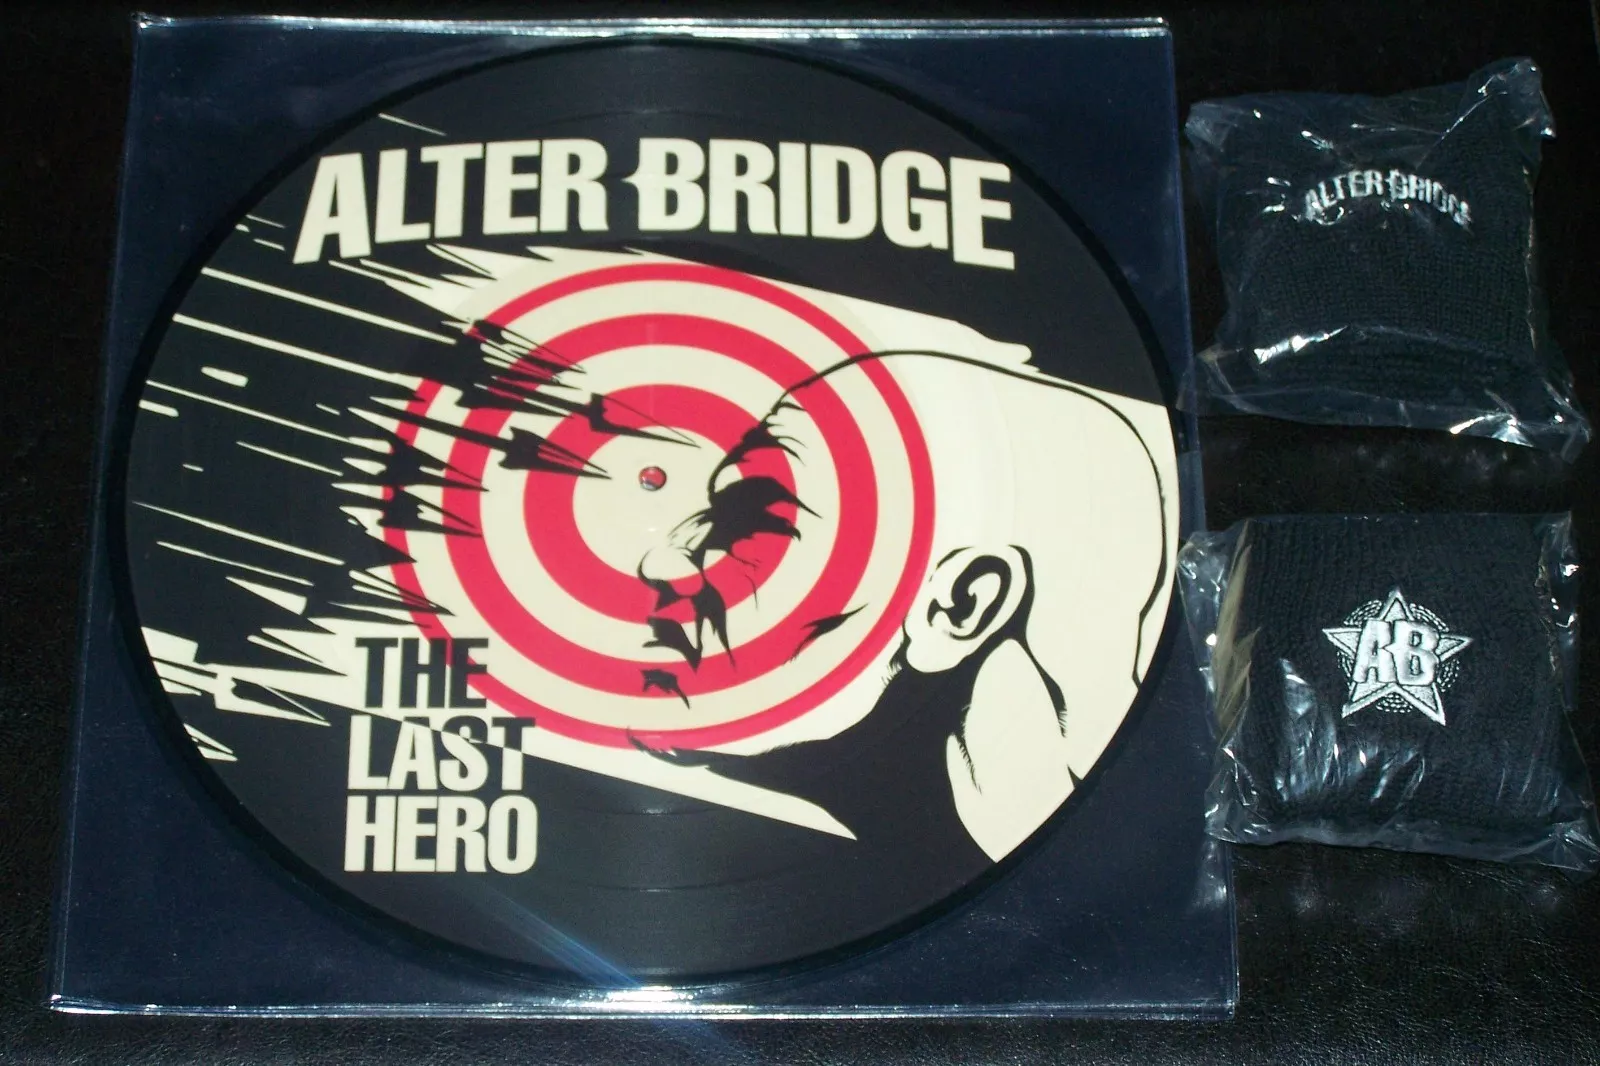 ALTER BRIDGE
THE
LAST
HERO
ALTER BRIDGE
AB